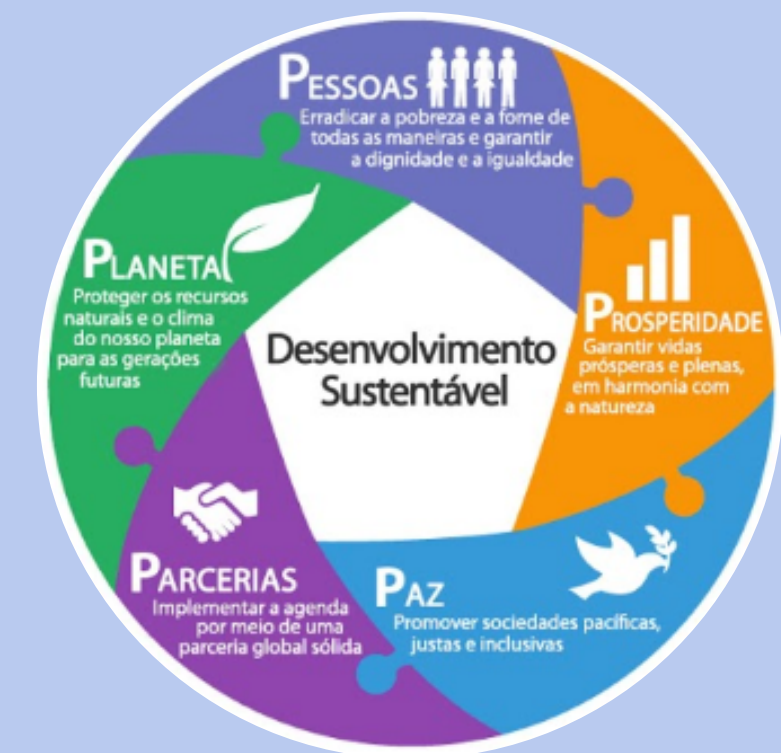 PESSOAS
Erradicar a pobreza e a fome de
todas as maneiras e garantir
a dignidade e a igualdade
PLANETA
Proteger os recursos
naturais e o clima
do nosso planeta
para as gerações
futuras
Desenvolvimento
Sustentável
PROSPERIDADE
Garantir vidas
prósperas e plenas,
em harmonia com
a natureza
PARCERIAS
Implementar a agenda
por meio de uma
parceria global sólida
PAZ
Promover sociedades pacíficas,
justas e inclusivas